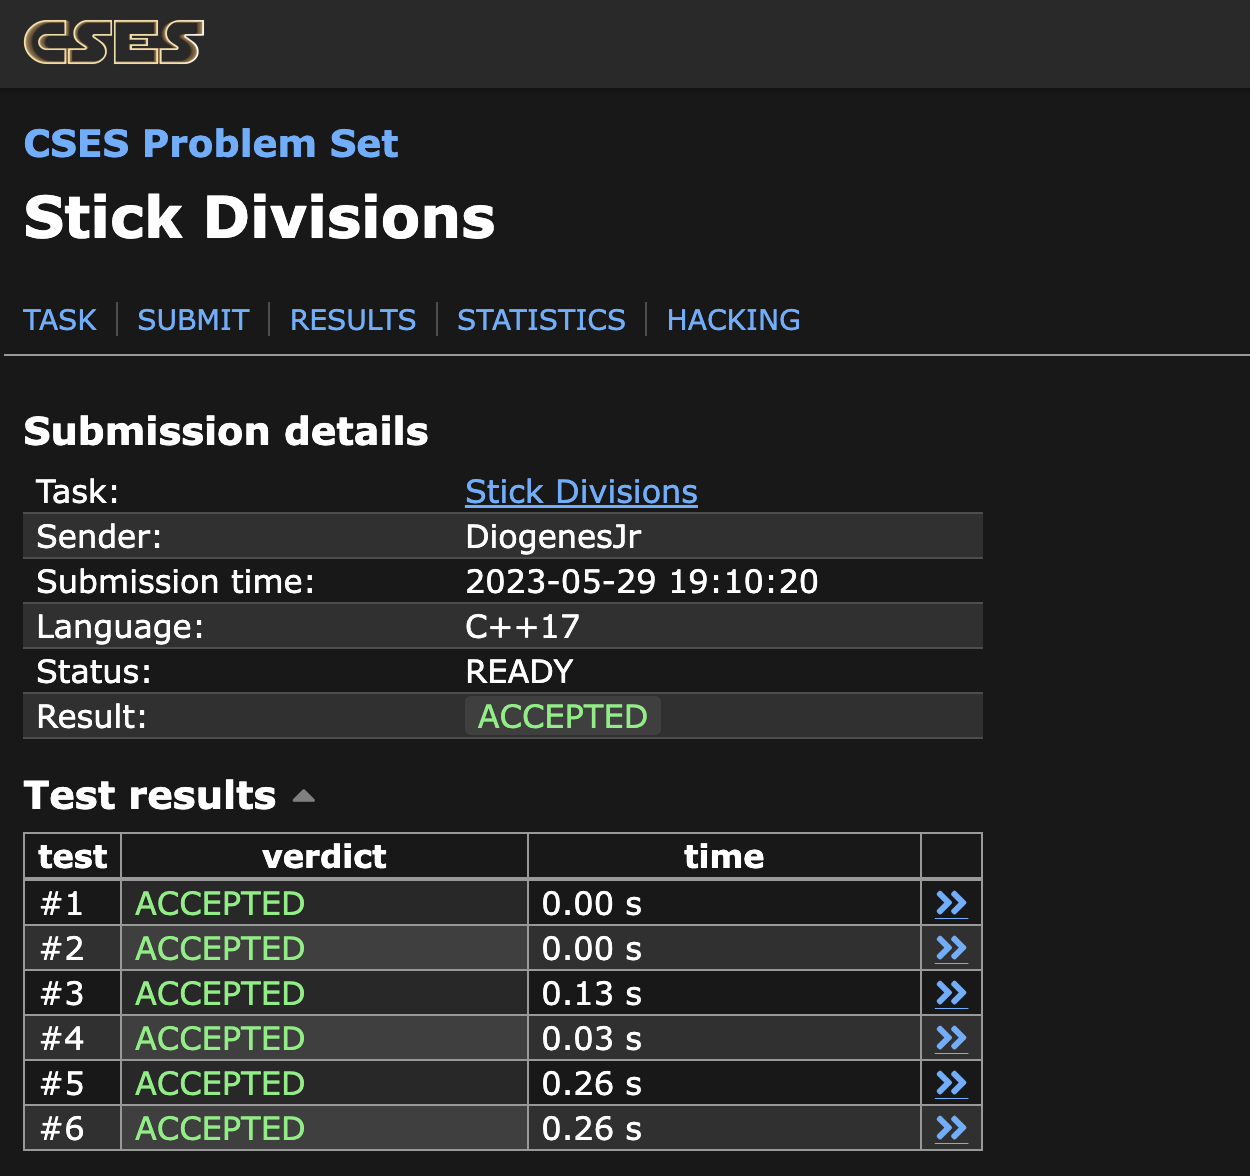 CSES
CSES Problem Set
Stick Divisions
TASK | SUBMIT | RESULTS | STATISTICS | HACKING
Submission details
Task: Stick Divisions
Sender: DiogenesJr
Submission time: 2023-05-29 19:10:20
Language: C++17
Status: READY
Result: ACCEPTED
Test results
test verdict time
#1 ACCEPTED 0.00 s
#2 ACCEPTED 0.00 s
#3 ACCEPTED 0.13 s
#4 ACCEPTED 0.03 s
#5 ACCEPTED 0.26 s
#6 ACCEPTED 0.26 s